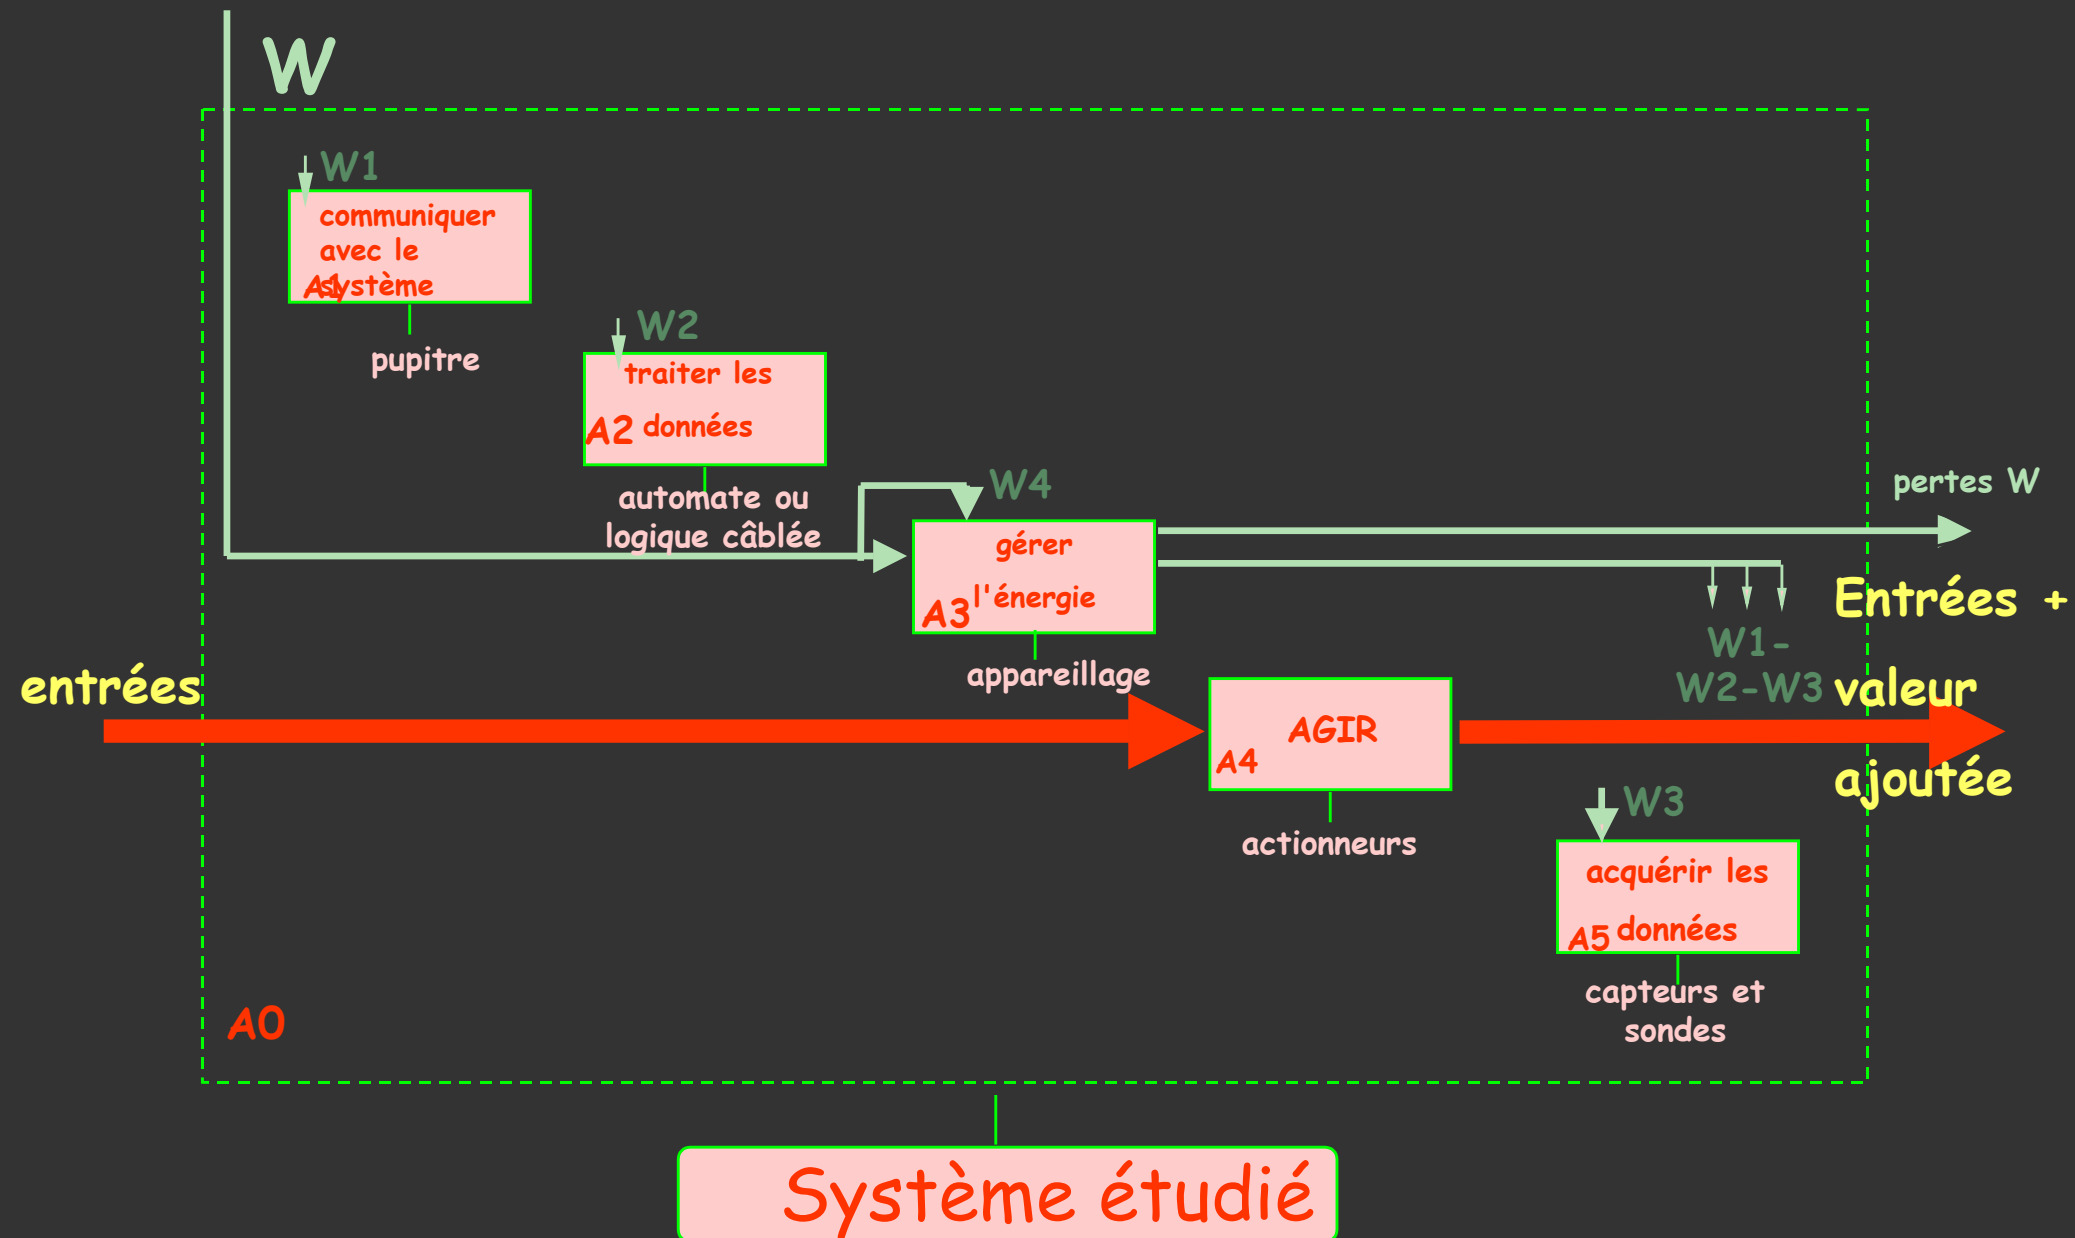 W
W1
communiquer
avec le
système
A1
pupitre
W2
traiter les
données
A2
automate ou
logique câblée
W4
gérer
l'énergie
A3
appareillage
pertes W
Entrées +
valeur
ajoutée
W1-
W2-W3
entrées
AGIR
A4
actionneurs
W3
acquérir les
données
A5
capteurs et
sondes
A0
Système étudié